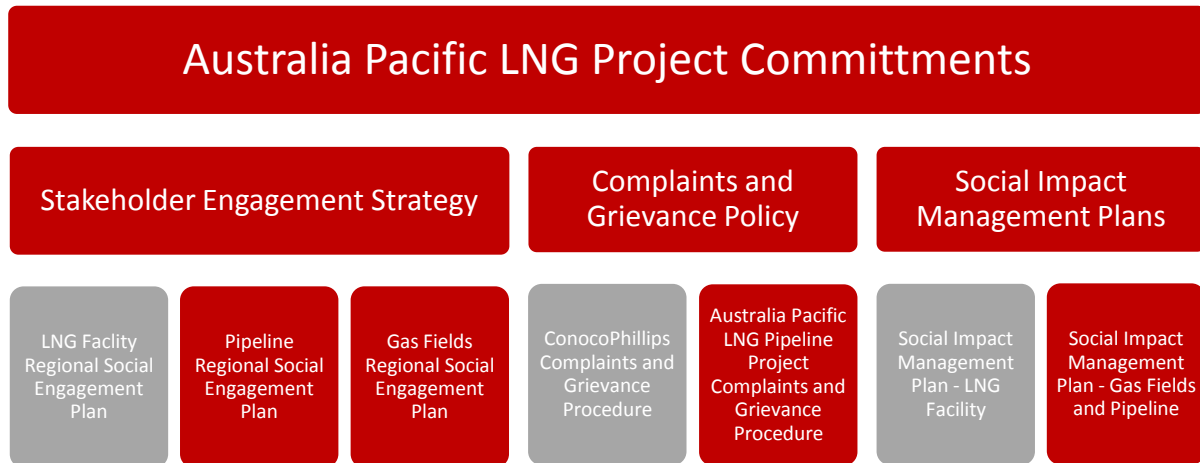 Australia Pacific LNG Project Committments
Stakeholder Engagement Strategy
Complaints and
Grievance Policy
Social Impact
Management Plans
LNG Faclity
Regional Social
Engagement
Plan
Pipeline
Regional Social
Engagement
Plan
Gas Fields
Regional Social
Engagement
Plan
ConocoPhillips
Complaints and
Grievance
Procedure
Australia Pacific
LNG Pipeline
Project
Complaints and
Grievance
Procedure
Social Impact
Management
Plan - LNG
Facility
Social Impact
Management
Plan - Gas Fields
and Pipeline